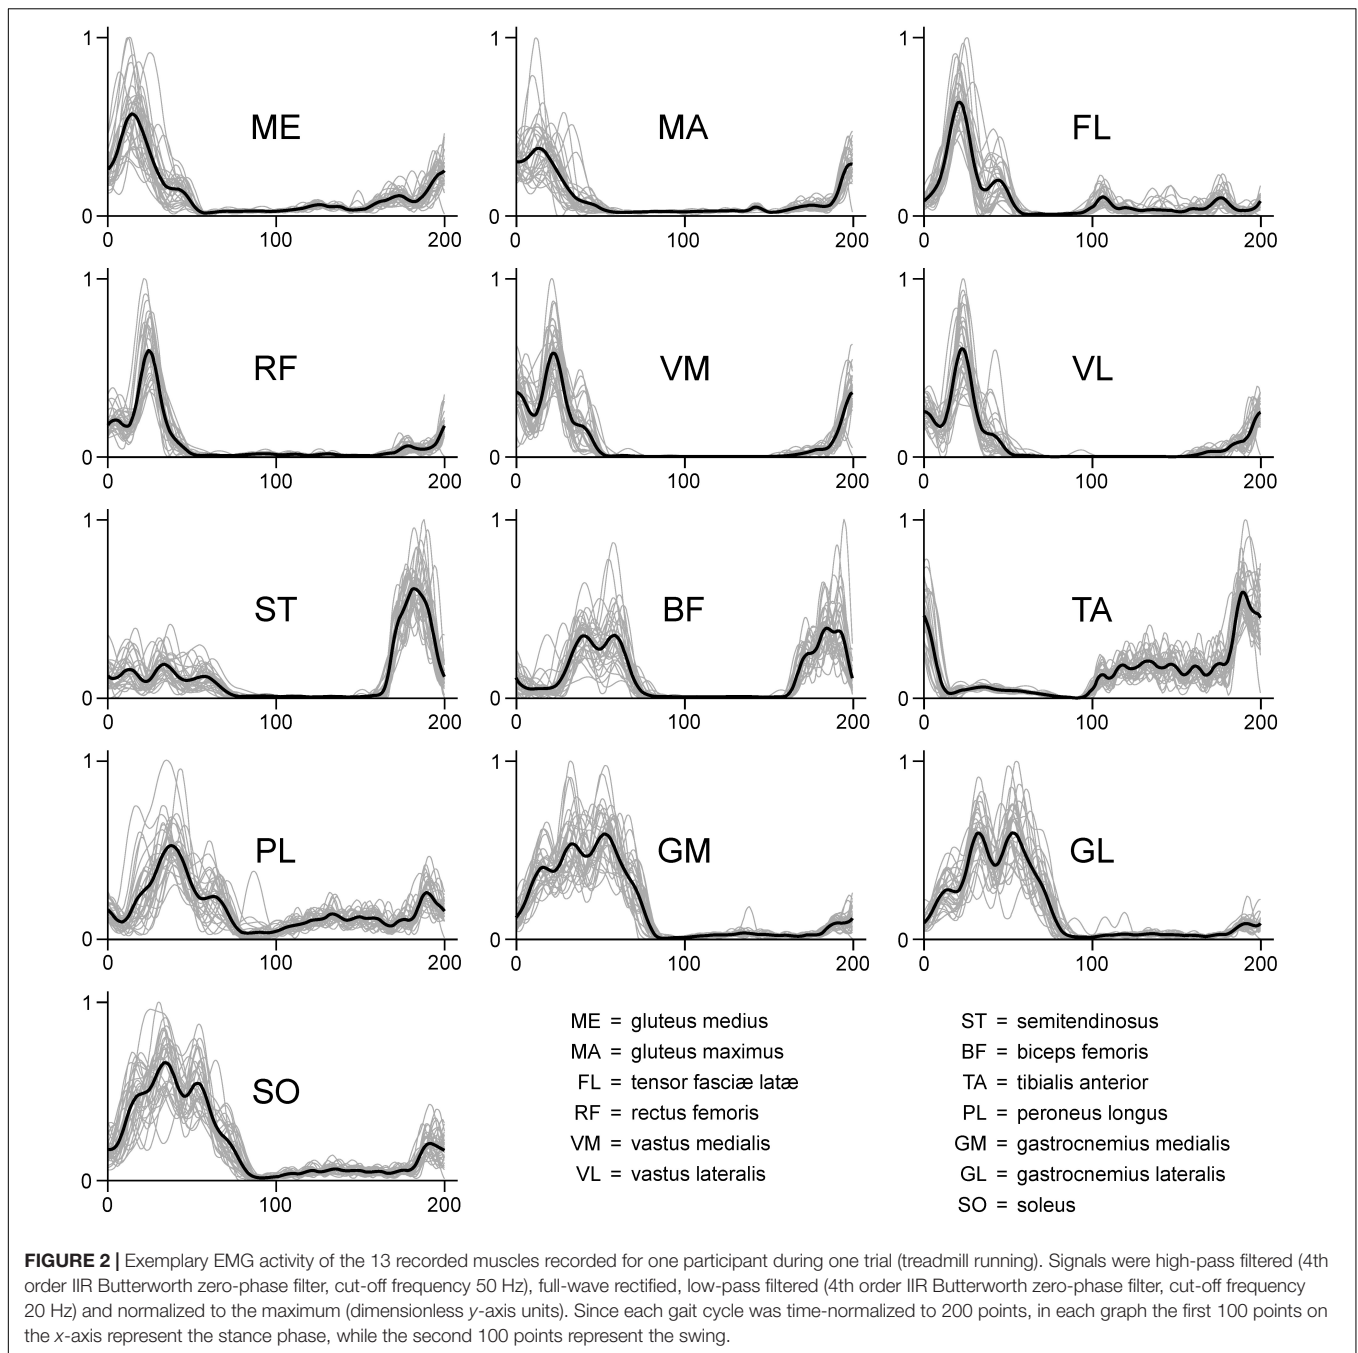 1
ME
0
0
100
200
1
MA
0
0
100
200
1
FL
0
0
100
200
1
RF
0
0
100
200
1
VM
0
0
100
200
1
VL
0
0
100
200
1
ST
0
0
100
200
1
BF
0
0
100
200
1
TA
0
0
100
200
1
PL
0
0
100
200
1
GM
0
0
100
200
1
GL
0
0
100
200
1
SO
0
0
100
200
ME = gluteus medius
MA = gluteus maximus
FL = tensor fasciæ latæ
RF = rectus femoris
VM = vastus medialis
VL = vastus lateralis
ST = semitendinosus
BF = biceps femoris
TA = tibialis anterior
PL = peroneus longus
GM = gastrocnemius medialis
GL = gastrocnemius lateralis
SO = soleus
FIGURE 2 | Exemplary EMG activity of the 13 recorded muscles recorded for one participant during one trial (treadmill running). Signals were high-pass filtered (4th
order IIR Butterworth zero-phase filter, cut-off frequency 50 Hz), full-wave rectified, low-pass filtered (4th order IIR Butterworth zero-phase filter, cut-off frequency
20 Hz) and normalized to the maximum (dimensionless y-axis units). Since each gait cycle was time-normalized to 200 points, in each graph the first 100 points on
the x-axis represent the stance phase, while the second 100 points represent the swing.